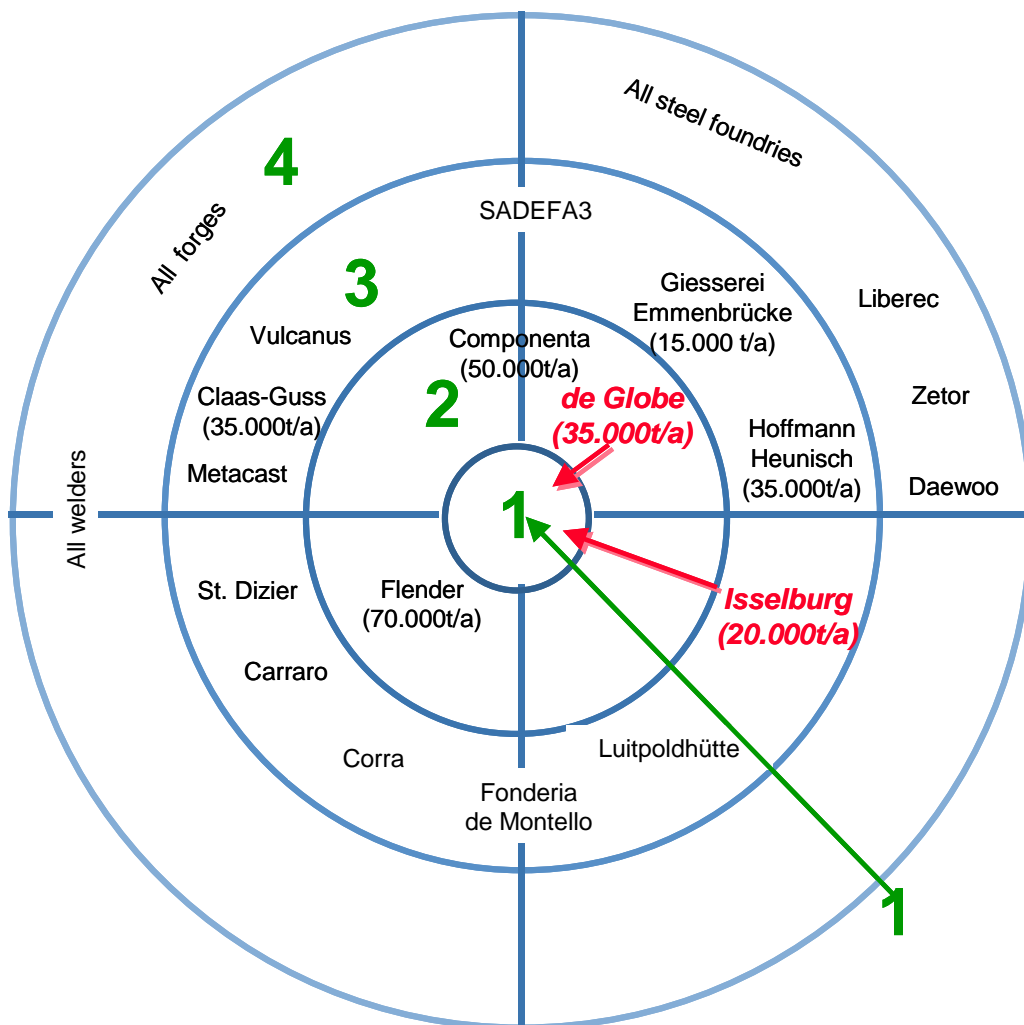 All steel foundries
4
SADEFA3
All forges
3
Giesserei
Emmenbrücke
(15.000 t/a)
Liberec
Vulcanus
Componenta
(50.000t/a)
2
de Globe
(35.000t/a)
Claas-Guss
(35.000t/a)
Zetor
Hoffmann
Heunisch
(35.000t/a)
Metacast
Daewoo
All welders
1
St. Dizier
Flender
(70.000t/a)
Isselburg
(20.000t/a)
Carraro
Corra
Luitpoldhütte
Fonderia
de Montello
1